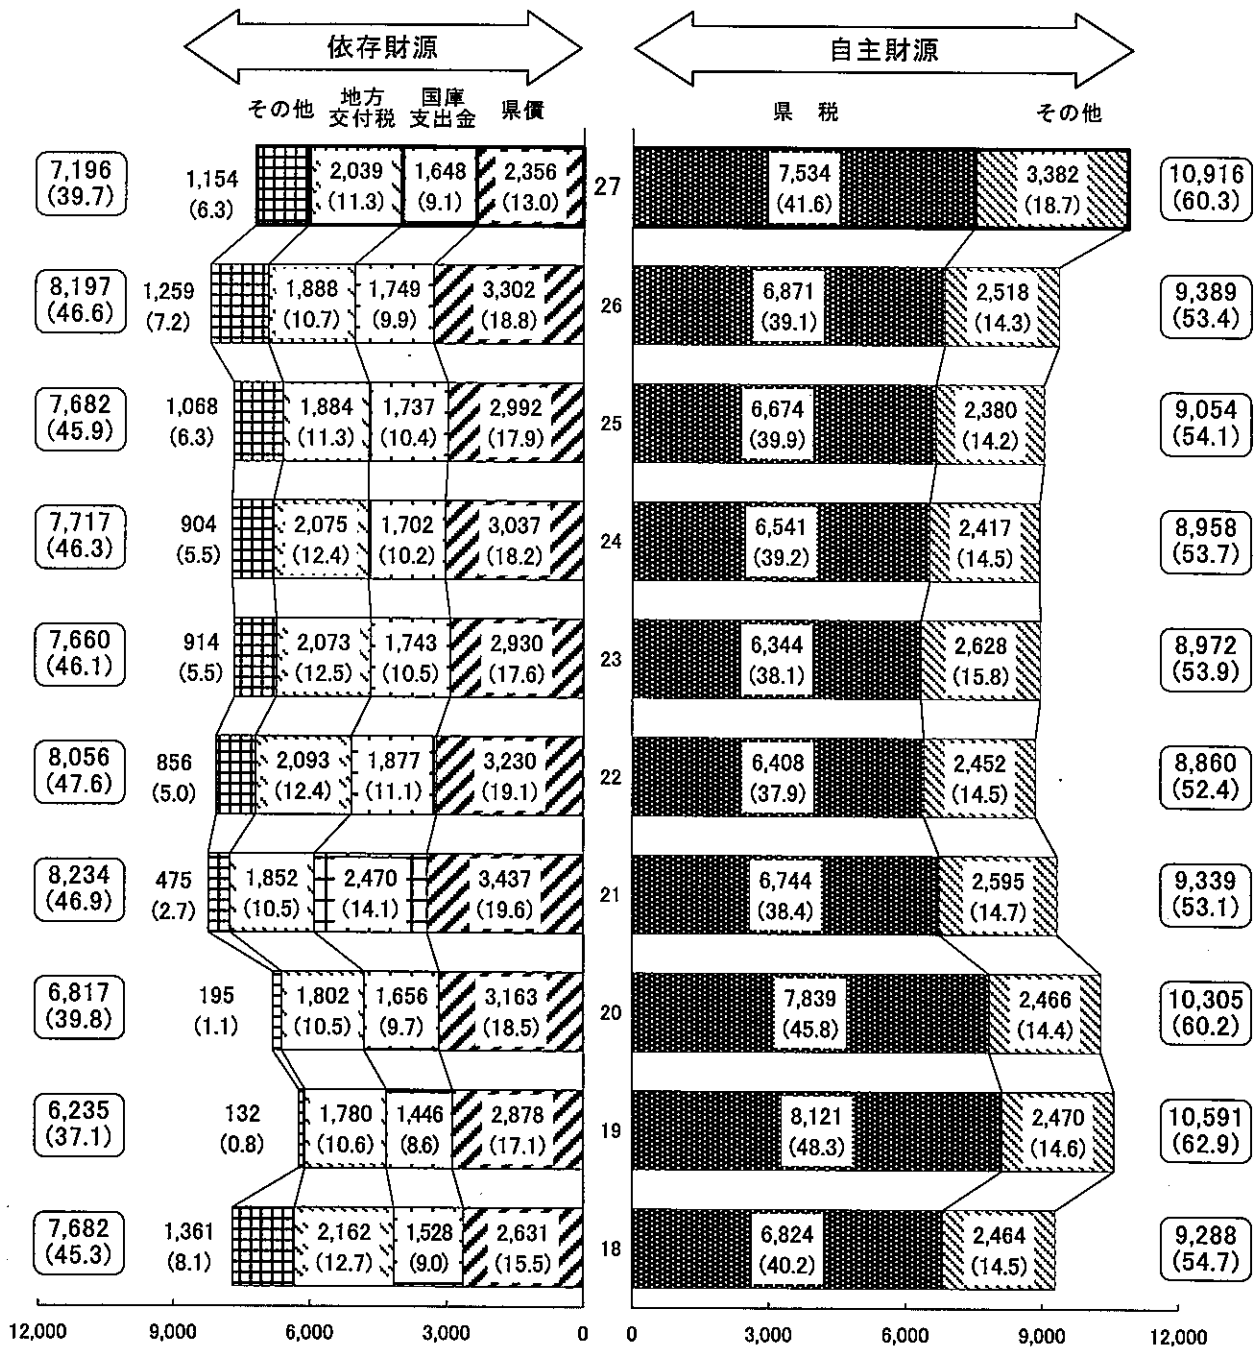 依存財源 自主財源
その他 地方交付税 国庫支出金 県債 県 税 その他
7,196 1,154 2,039 1,648 2,356 27 7,534 3,382 10,916
(39.7) (6.3) (11.3) (9.1) (13.0) (41.6) (18.7) (60.3)
8,197 1,259 1,888 1,749 3,302 26 6,871 2,518 9,389
(46.6) (7.2) (10.7) (9.9) (18.8) (39.1) (14.3) (53.4)
7,682 1,068 1,884 1,737 2,992 25 6,674 2,380 9,054
(45.9) (6.3) (11.3) (10.4) (17.9) (39.9) (14.2) (54.1)
7,717 904 2,075 1,702 3,037 24 6,541 2,417 8,958
(46.3) (5.5) (12.4) (10.2) (18.2) (39.2) (14.5) (53.7)
7,660 914 2,073 1,743 2,930 23 6,344 2,628 8,972
(46.1) (5.5) (12.5) (10.5) (17.6) (38.1) (15.8) (53.9)
8,056 856 2,093 1,877 3,230 22 6,408 2,452 8,860
(47.6) (5.0) (12.4) (11.1) (19.1) (37.9) (14.5) (52.4)
8,234 475 1,852 2,470 3,437 21 6,744 2,595 9,339
(46.9) (2.7) (10.5) (14.1) (19.6) (38.4) (14.7) (53.1)
6,817 195 1,802 1,656 3,163 20 7,839 2,466 10,305
(39.8) (1.1) (10.5) (9.7) (18.5) (45.8) (14.4) (60.2)
6,235 132 1,780 1,446 2,878 19 8,121 2,470 10,591
(37.1) (0.8) (10.6) (8.6) (17.1) (48.3) (14.6) (62.9)
7,682 1,361 2,162 1,528 2,631 18 6,824 2,464 9,288
(45.3) (8.1) (12.7) (9.0) (15.5) (40.2) (14.5) (54.7)
12,000 9,000 6,000 3,000 0 0 3,000 6,000 9,000 12,000